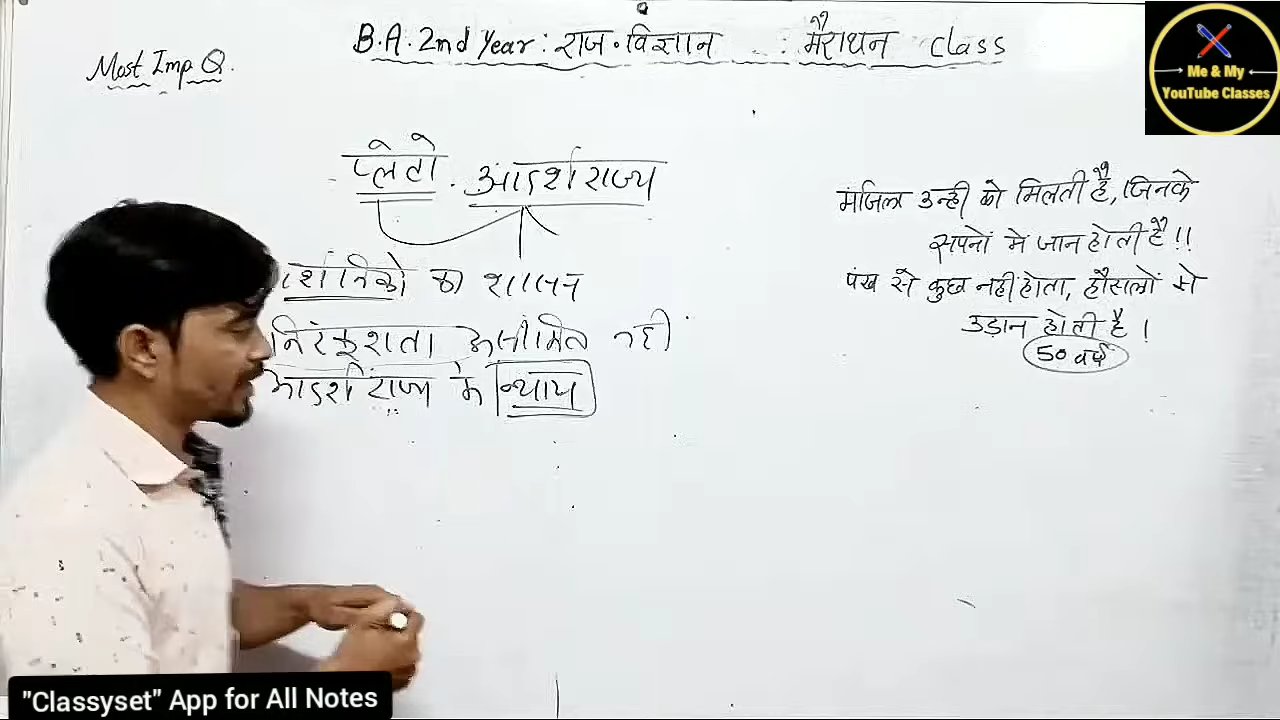 B.A. 2nd Year : राज. विज्ञान : मैराथन class
Most Imp Q.
Me & My
YouTube Classes
प्लेटो . आदर्श राज्य
मंजिल उन्ही को मिलती है, जिनके
सपनों मे जान होती है !!
पंख से कुछ नहीं होता, हौसलों मे
उड़ान होती है ।
50 वर्ष
का शासन
निरंकुशता असीमित नही
आदर्श राज्य के न्याय
"Classyset" App for All Notes